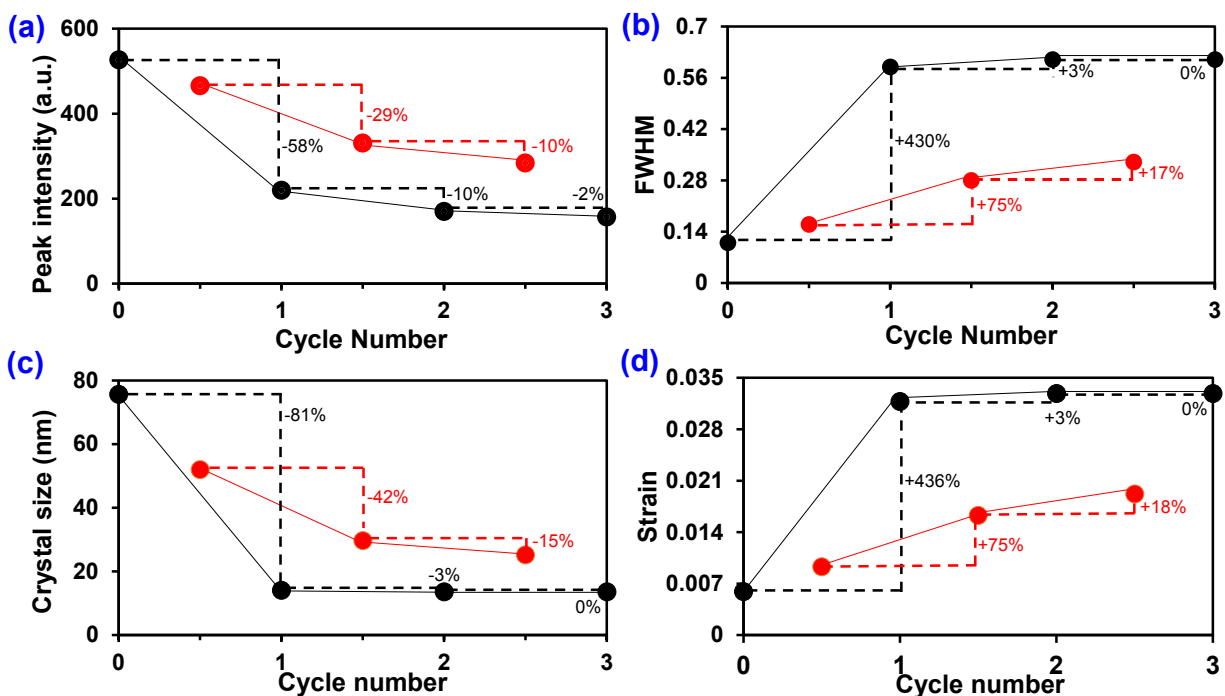 (a)
Peak intensity (a.u.)
600
400
200
0
-58%
-29%
-10%
-10%
-2%
0 1 2 3
Cycle Number
(b)
FWHM
0.7
0.56
0.42
0.28
0.14
0
+430%
+3%
0%
+75%
+17%
0 1 2 3
Cycle Number
(c)
Crystal size (nm)
80
60
40
20
0
-81%
-42%
-15%
-3%
0%
0 1 2 3
Cycle number
(d)
Strain
0.035
0.028
0.021
0.014
0.007
0
+436%
+3%
0%
+75%
+18%
0 1 2 3
Cycle number